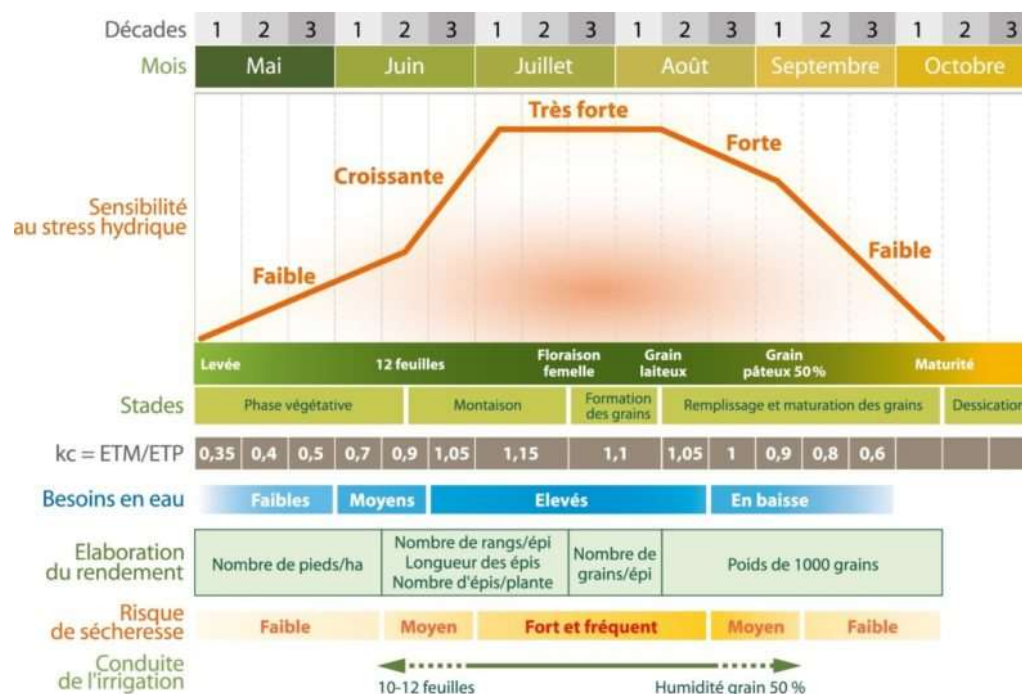 Décades 1 2 3 1 2 3 1 2 3 1 2 3 1 2 3 1 2 3
Mois Mai Juin Juillet Août Septembre Octobre
Très forte
Forte
Croissante
Sensibilité
au stress hydrique
Faible
Faible
Levée 12 feuilles Floraison femelle Grain laiteux Grain pâteux 50 % Maturité
Stades Phase végétative Montaison Formation des grains Remplissage et maturation des grains Dessication
kc = ETM/ETP 0,35 0,4 0,5 0,7 0,9 1,05 1,15 1,1 1,05 1 0,9 0,8 0,6
Besoins en eau Faibles Moyens Elevés En baisse
Elaboration
du rendement
Nombre de pieds/ha
Nombre de rangs/épi
Longueur des épis
Nombre d'épis/plante
Nombre de
grains/épi
Poids de 1000 grains
Risque
de sécheresse
Faible Moyen Fort et fréquent Moyen Faible
Conduite
de l'irrigation
10-12 feuilles Humidité grain 50 %